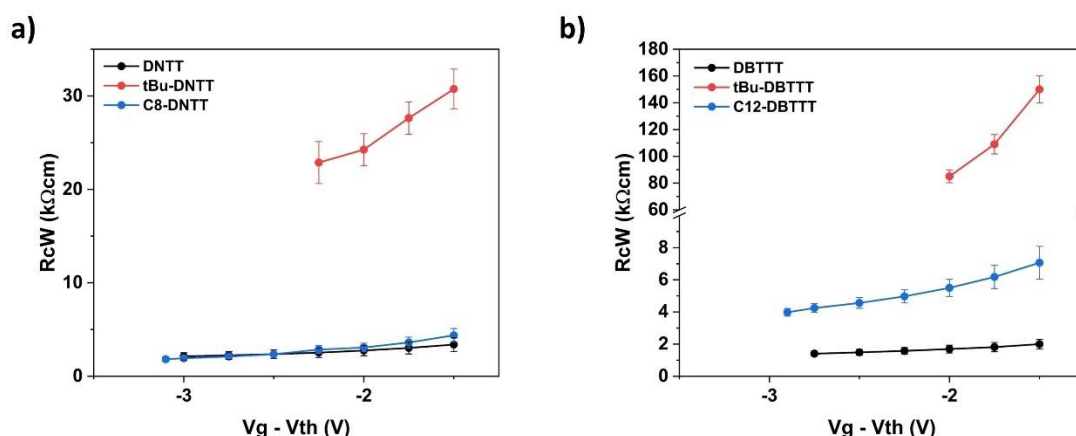 a)
DNTT
tBu-DNTT
C8-DNTT
30
20
10
0
RcW (kΩcm)
-3
-2
Vg - Vth (V)
b)
DBTTT
tBu-DBTTT
C12-DBTTT
180
160
140
120
100
80
60
8
6
4
2
0
RcW (kΩcm)
-3
-2
Vg - Vth (V)